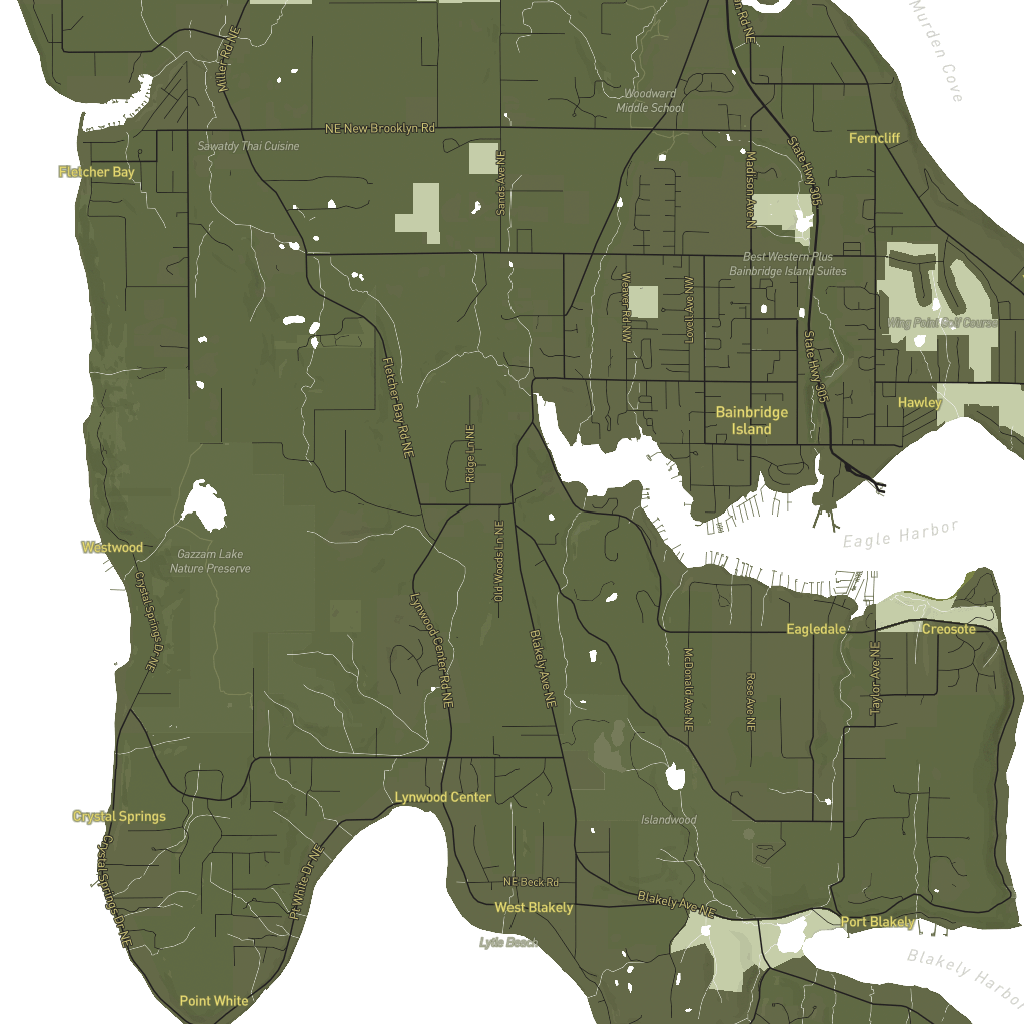 Murden Cove
Miller Rd NE
n Rd NE
Woodward
Middle School
NE New Brooklyn Rd
Sawatdy Thai Cuisine
State Hwy 305
Ferncliff
Fletcher Bay
Sands Ave NE
Madison Ave N
Best Western Plus
Bainbridge Island Suites
Weaver Rd NW
Lovell Ave NW
Wing Point Golf Course
State Hwy 305
Fletcher Bay Rd NE
Hawley
Bainbridge
Island
Ridge Ln NE
Eagle Harbor
Westwood
Gazzam Lake
Nature Preserve
Old Woods Ln NE
Crystal Springs Dr NE
Lynwood Center Rd NE
Blakely Ave NE
Eagledale
Creosote
McDonald Ave NE
Rose Ave NE
Taylor Ave NE
Lynwood Center
Crystal Springs
Islandwood
Crystal Springs Dr NE
Pt White Dr NE
NE Beck Rd
West Blakely
Blakely Ave NE
Port Blakely
Lytle Beach
Blakely Harbor
Point White